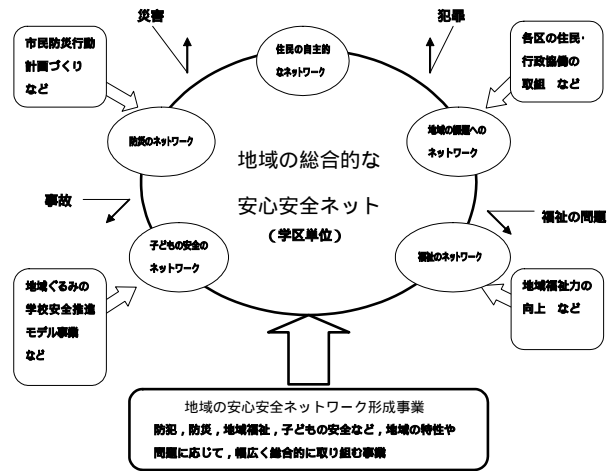 災害
犯罪
市民防災行動
計画づくり
など
住民の自主的
なネットワーク
各区の住民・
行政協働の
取組　など
防災のネットワーク
地域の課題への
ネットワーク
地域の総合的な
安心安全ネット
（学区単位）
事故
福祉の問題
子どもの安全の
ネットワーク
福祉のネットワーク
地域ぐるみの
学校安全推進
モデル事業
など
地域福祉力の
向上　など
地域の安心安全ネットワーク形成事業
防犯，防災，地域福祉，子どもの安全など，地域の特性や
問題に応じて，幅広く総合的に取り組む事業